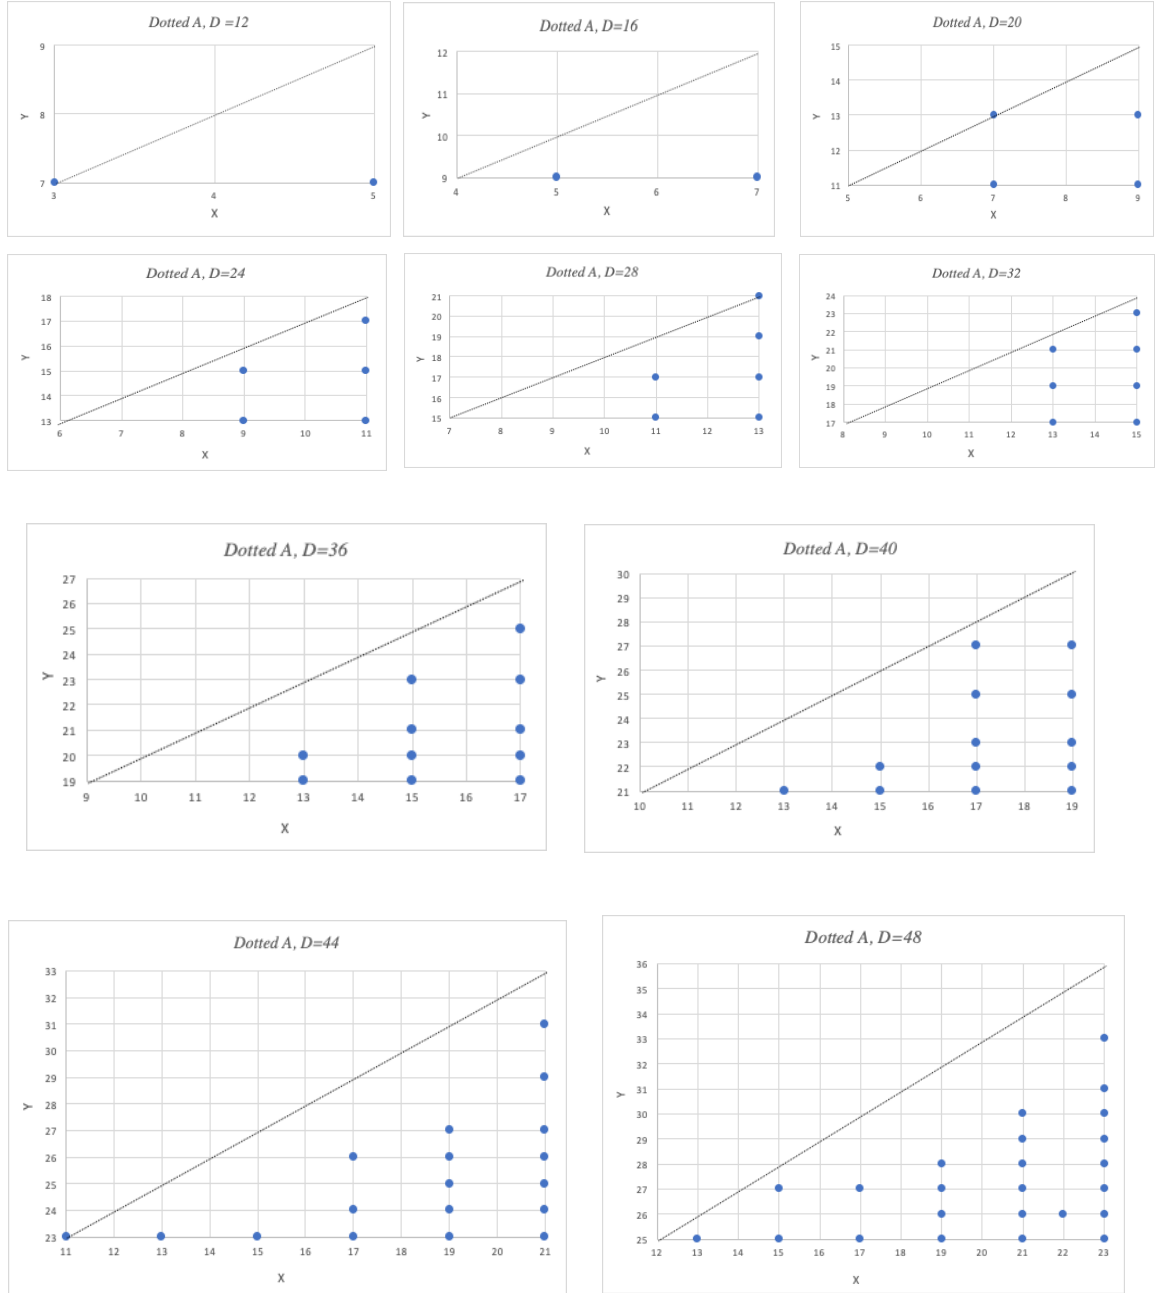 Dotted A, D =12
9
8
7
Y
3 4 5
X
Dotted A, D=16
12
11
10
9
Y
4 5 6 7
X
Dotted A, D=20
15
14
13
12
11
Y
5 6 7 8 9
X
Dotted A, D=24
18
17
16
15
14
13
Y
6 7 8 9 10 11
X
Dotted A, D=28
21
20
19
18
17
16
15
Y
7 8 9 10 11 12 13
X
Dotted A, D=32
24
23
22
21
20
19
18
17
Y
8 9 10 11 12 13 14 15
X
Dotted A, D=36
27
26
25
24
23
22
21
20
19
Y
9 10 11 12 13 14 15 16 17
X
Dotted A, D=40
30
29
28
27
26
25
24
23
22
21
Y
10 11 12 13 14 15 16 17 18 19
X
Dotted A, D=44
33
32
31
30
29
28
27
26
25
24
23
Y
11 12 13 14 15 16 17 18 19 20 21
X
Dotted A, D=48
36
35
34
33
32
31
30
29
28
27
26
25
Y
12 13 14 15 16 17 18 19 20 21 22 23
X